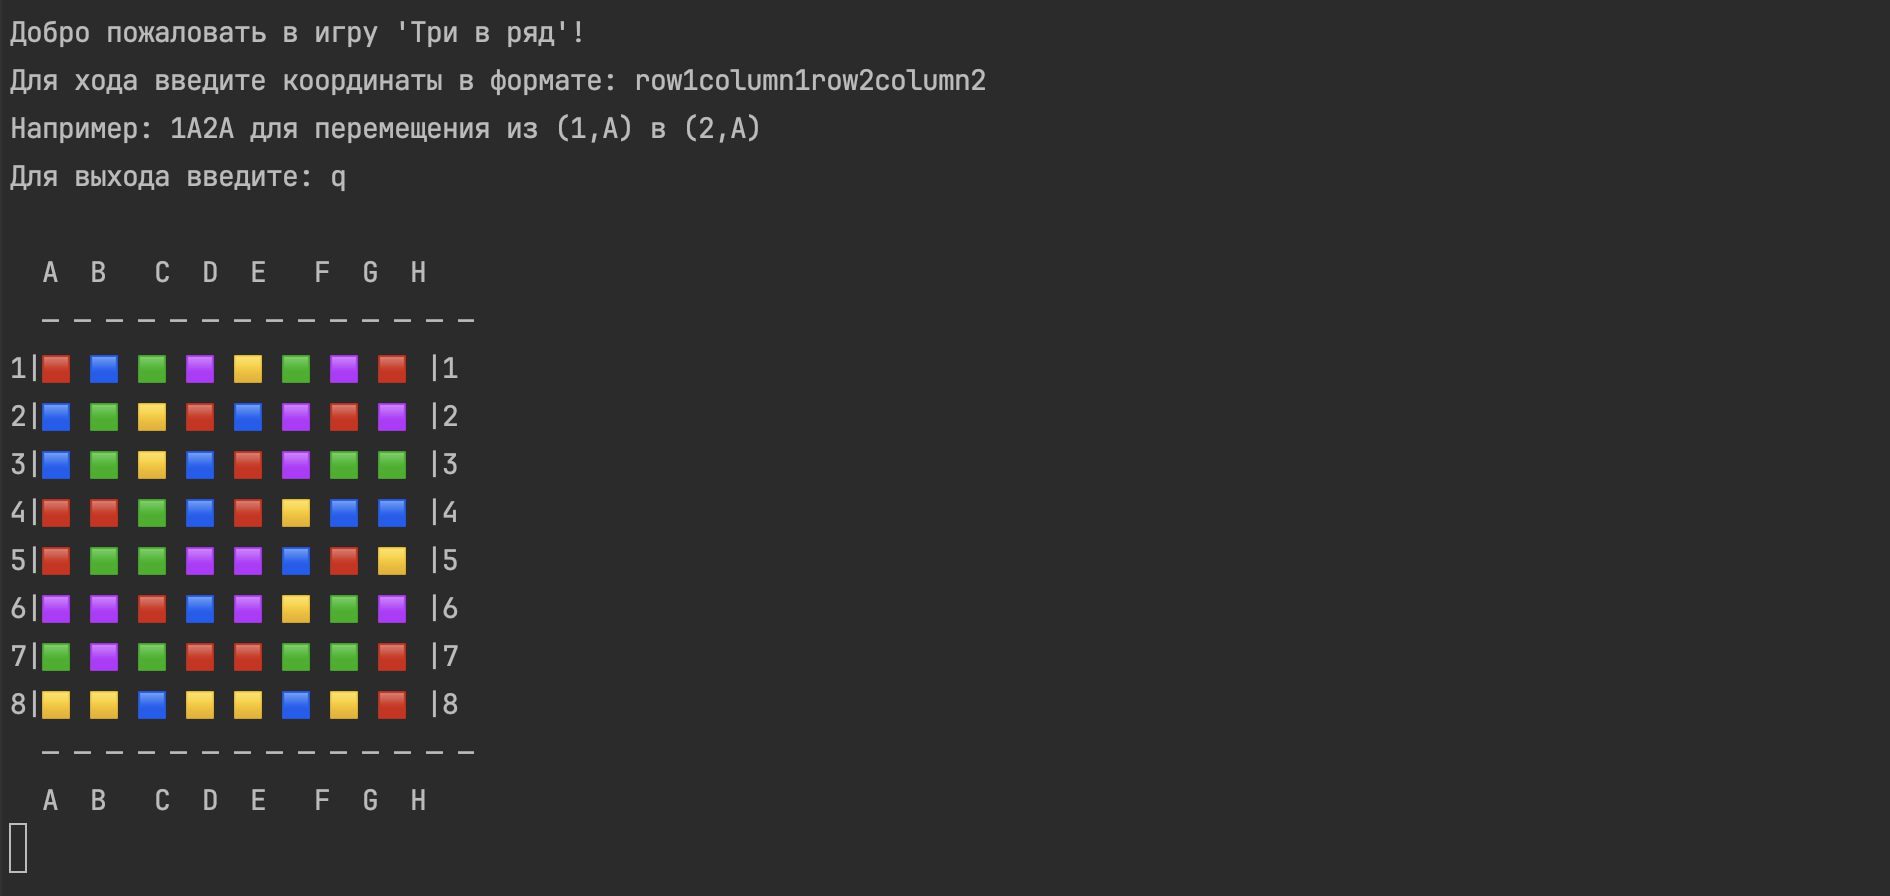 Добро пожаловать в игру 'Три в ряд'!
Для хода введите координаты в формате: row1column1row2column2
Например: 1A2A для перемещения из (1,A) в (2,A)
Для выхода введите: q
A B C D E F G H
_ _ _ _ _ _ _ _ _ _ _ _ _ _
1| |1
2| |2
3| |3
4| |4
5| |5
6| |6
7| |7
8| |8
_ _ _ _ _ _ _ _ _ _ _ _ _ _
A B C D E F G H